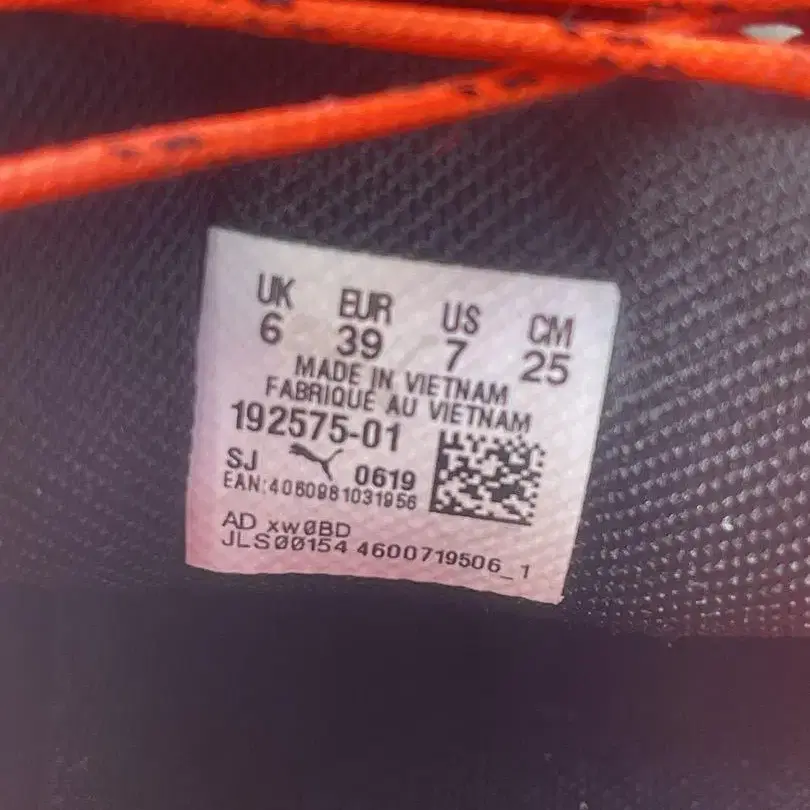 UK EUR US CM
6 39 7 25
MADE IN VIETNAM
FABRIQUÉ AU VIETNAM
192575-01
SJ 0619
EAN:4060981031956
AD xw0BD
JLS00154 4600719506_1